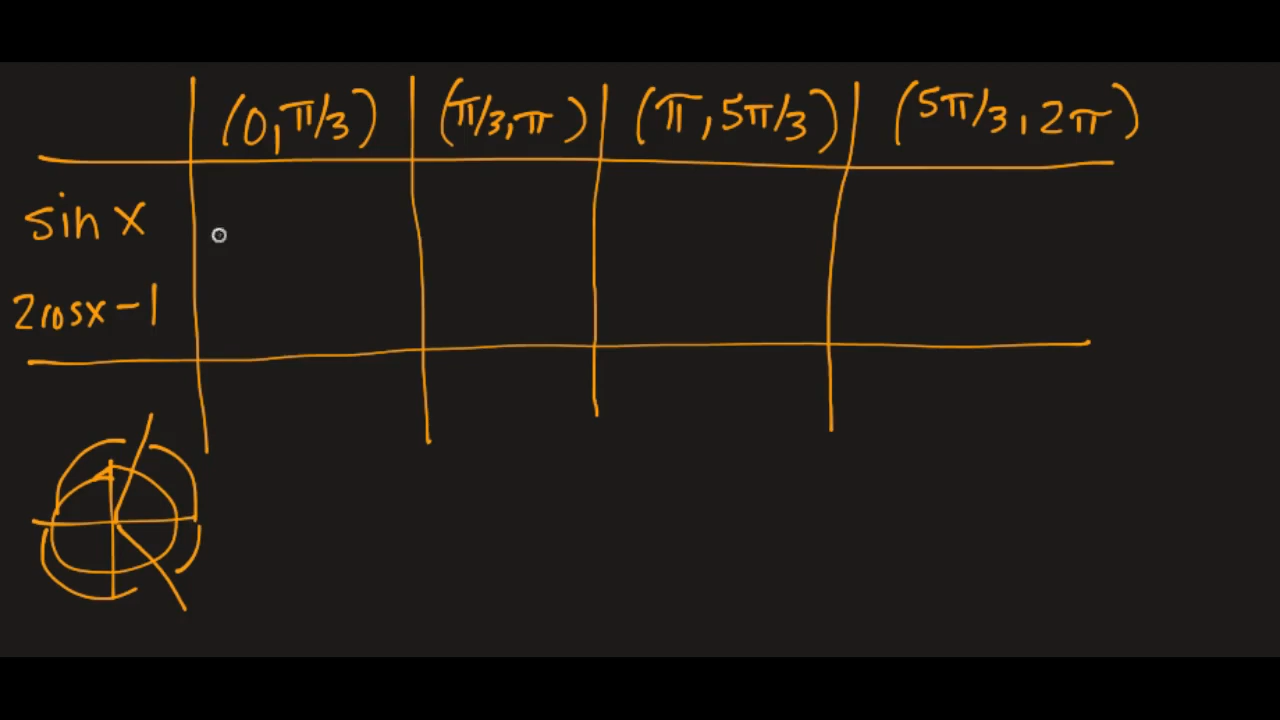 (0, π/3) (π/3, π) (π, 5π/3) (5π/3, 2π)
sin x
2cosx - 1